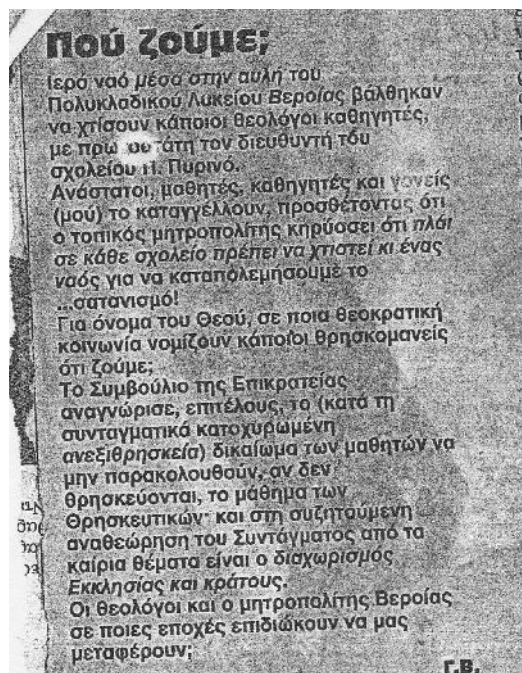 Πού ζούμε;
Ιερό ναό μέσα στην αυλή του
Πολυκλαδικού Λυκείου Βεροίας βάλθηκαν
να χτίσουν κάποιοι θεολόγοι καθηγητές,
με τον διευθυντή του
σχολείου Π. Πυρινό.
Ανάστατοι, μαθητές, καθηγητές και γονείς
(μού) το καταγγέλλουν, προσθέτοντας ότι
ο τοπικός μητροπολίτης κηρύσσει ότι πλάι
σε κάθε σχολείο πρέπει να χτιστεί κι ένας
ναός για να καταπολεμήσουμε το
...σατανισμό!
Για όνομα του Θεού, σε ποια θεοκρατική
κοινωνία νομίζουν κάποιοι θρησκομανείς
ότι ζούμε;
Το Συμβούλιο της Επικρατείας
αναγνώρισε, επιτέλους, το (κατά τη
συνταγματικά κατοχυρωμένη
ανεξιθρησκεία) δικαίωμα των μαθητών να
μην παρακολουθούν, αν δεν
θρησκεύονται, το μάθημα των
Θρησκευτικών· και στη συζητούμενη
αναθεώρηση του Συντάγματος από τα
καίρια θέματα είναι ο διαχωρισμός
Εκκλησίας και κράτους.
Οι θεολόγοι και ο μητροπολίτης Βεροίας
σε ποιες εποχές επιδιώκουν να μας
μεταφέρουν;
Γ.Β.